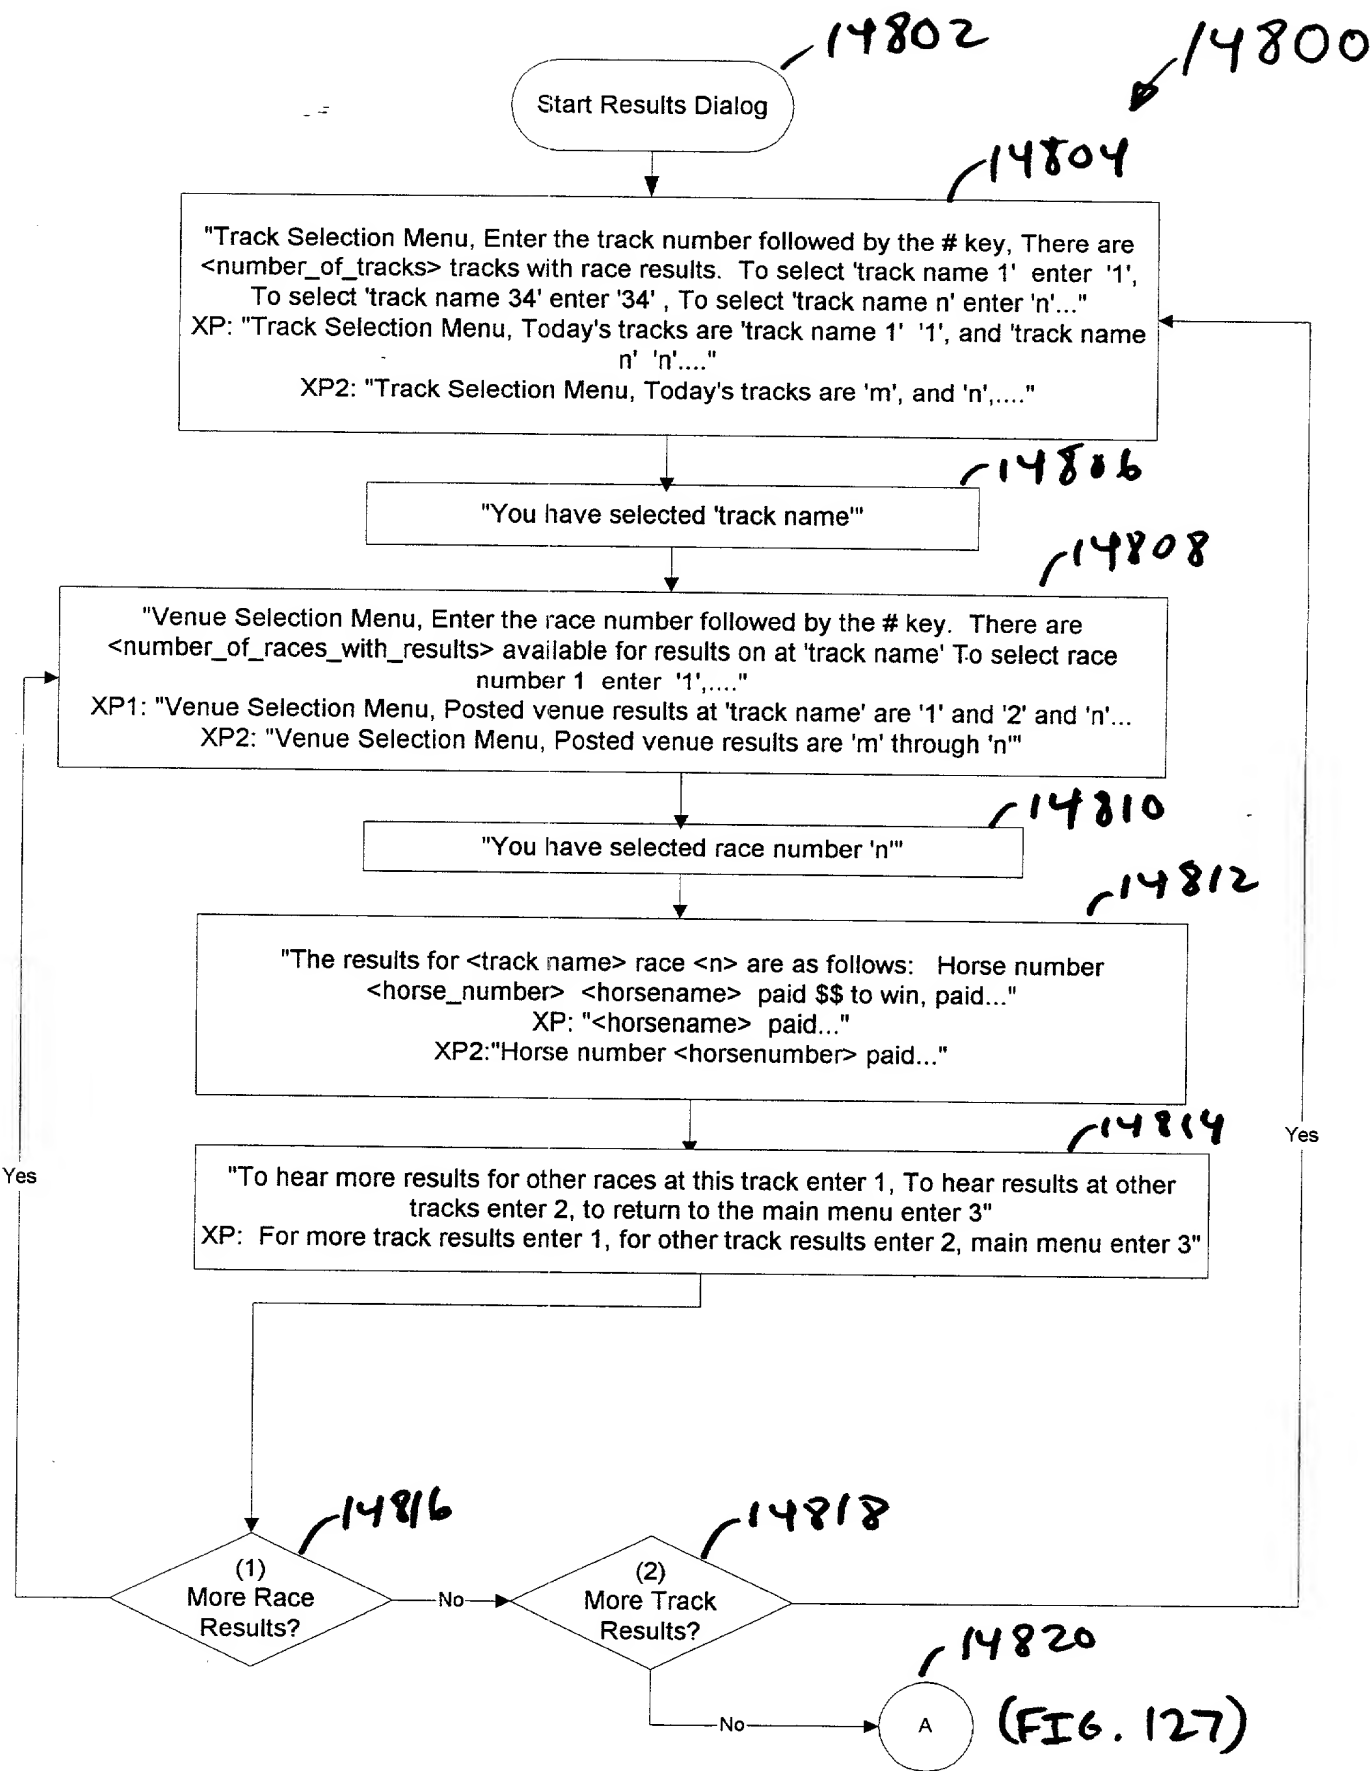 14802
14800
Start Results Dialog
14804
"Track Selection Menu, Enter the track number followed by the # key, There are
<number_of_tracks> tracks with race results. To select 'track name 1' enter '1',
To select 'track name 34' enter '34' , To select 'track name n' enter 'n'..."
XP: "Track Selection Menu, Today's tracks are 'track name 1' '1', and 'track name
n' 'n'...."
XP2: "Track Selection Menu, Today's tracks are 'm', and 'n',...."
14806
"You have selected 'track name'"
14808
"Venue Selection Menu, Enter the race number followed by the # key. There are
<number_of_races_with_results> available for results on at 'track name' To select race
number 1 enter '1',...."
XP1: "Venue Selection Menu, Posted venue results at 'track name' are '1' and '2' and 'n'...
XP2: "Venue Selection Menu, Posted venue results are 'm' through 'n'"
14810
"You have selected race number 'n'"
14812
"The results for <track name> race <n> are as follows: Horse number
<horse_number> <horsename> paid $$ to win, paid..."
XP: "<horsename> paid..."
XP2:"Horse number <horsenumber> paid..."
14814
Yes
Yes
"To hear more results for other races at this track enter 1, To hear results at other
tracks enter 2, to return to the main menu enter 3"
XP: For more track results enter 1, for other track results enter 2, main menu enter 3"
14816
14818
(1)
More Race
Results?
No
(2)
More Track
Results?
14820
No
A
(FIG. 127)